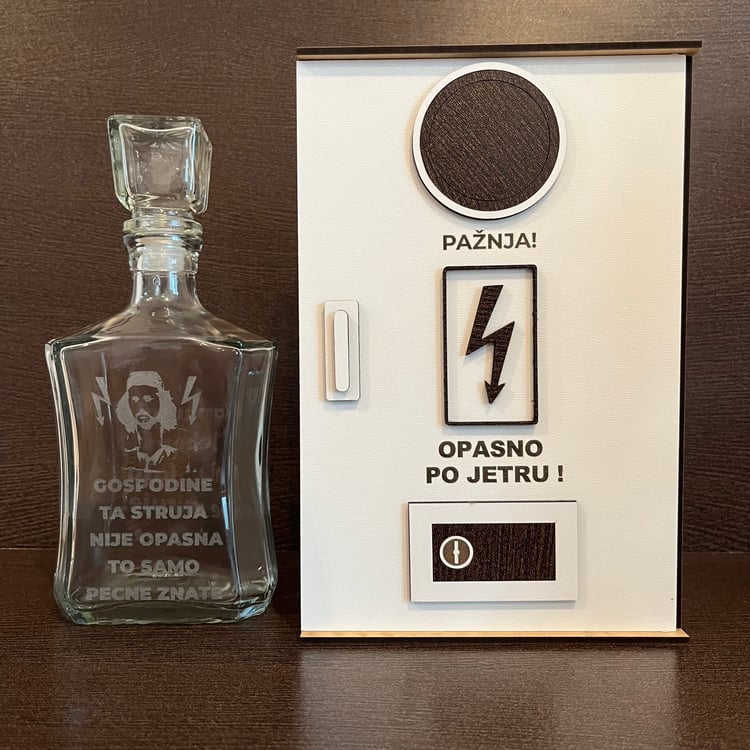 GOSPODINE
TA STRUJA
NIJE OPASNA
TO SAMO
PECNE ZNATE
PAŽNJA!
OPASNO
PO JETRU !